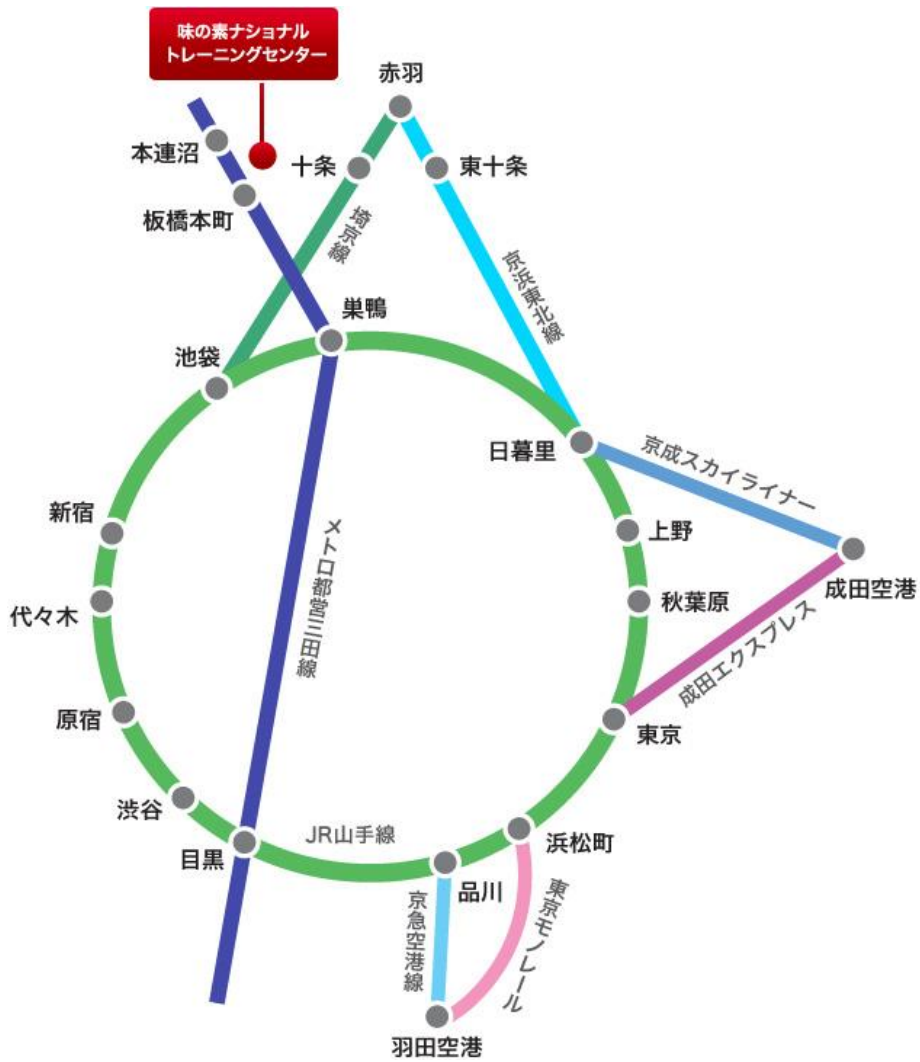 味の素ナショナル
トレーニングセンター
赤羽
本連沼
十条
東十条
板橋本町
埼京線
京浜東北線
巣鴨
池袋
日暮里
京成スカイライナー
新宿
上野
メトロ都営三田線
成田空港
代々木
秋葉原
成田エクスプレス
原宿
東京
渋谷
JR山手線
浜松町
目黒
品川
京急空港線
東京モノレール
羽田空港